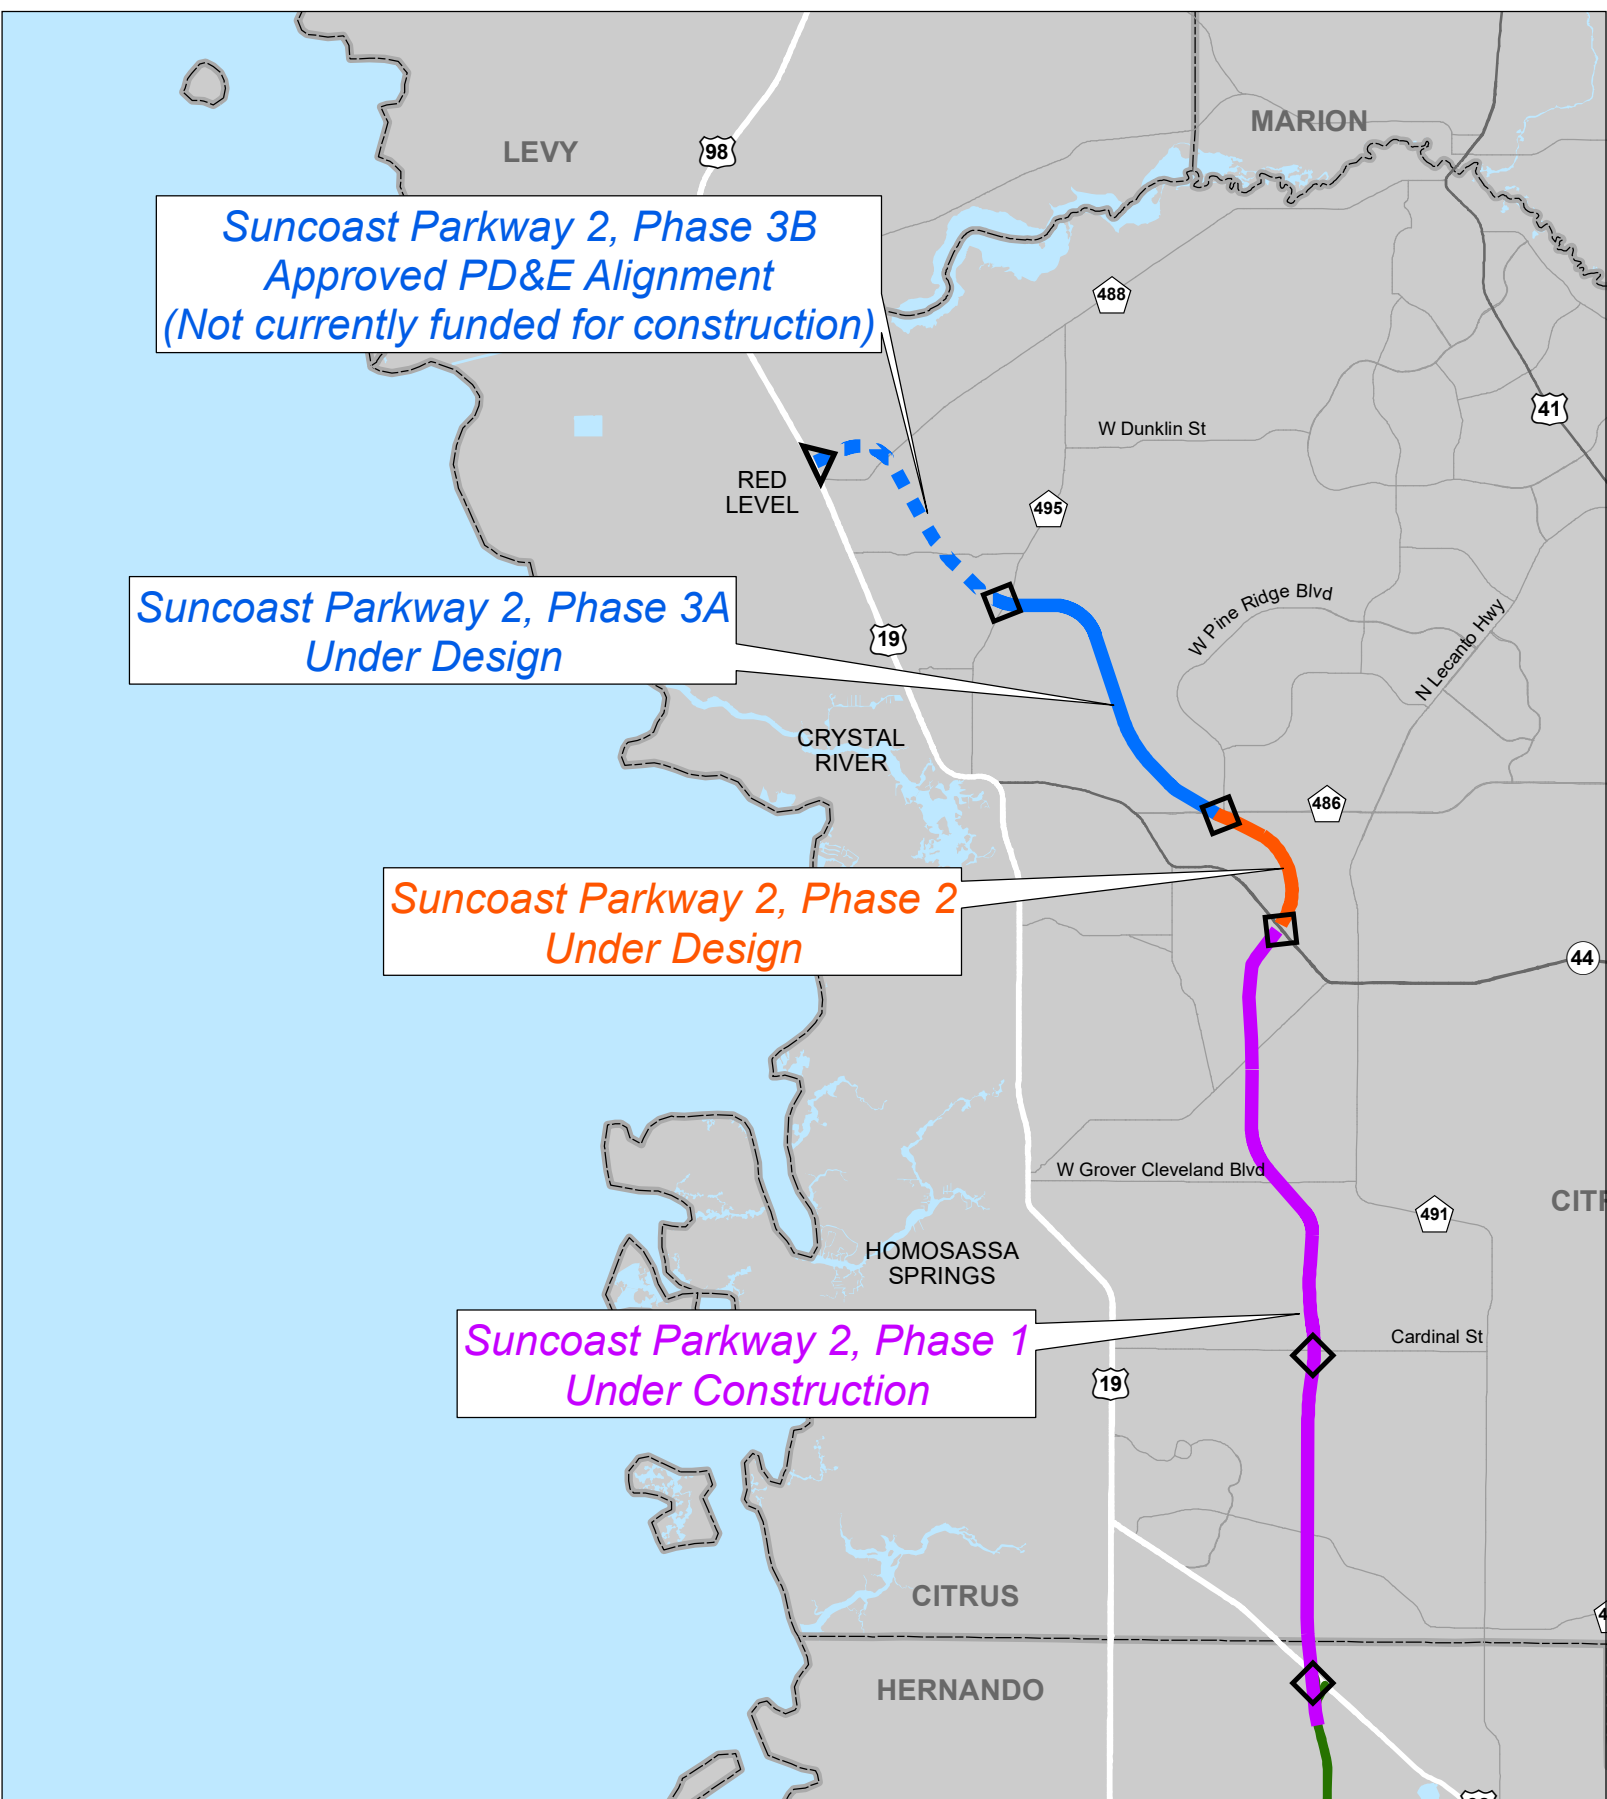 MARION
LEVY
98
Suncoast Parkway 2, Phase 3B
Approved PD&E Alignment
(Not currently funded for construction)
488
41
W Dunklin St
RED
LEVEL
495
Suncoast Parkway 2, Phase 3A
Under Design
W Pine Ridge Blvd
N Lecanto Hwy
19
CRYSTAL
RIVER
486
Suncoast Parkway 2, Phase 2
Under Design
44
W Grover Cleveland Blvd
491
HOMOSASSA
SPRINGS
Suncoast Parkway 2, Phase 1
Under Construction
Cardinal St
19
CITRUS
HERNANDO